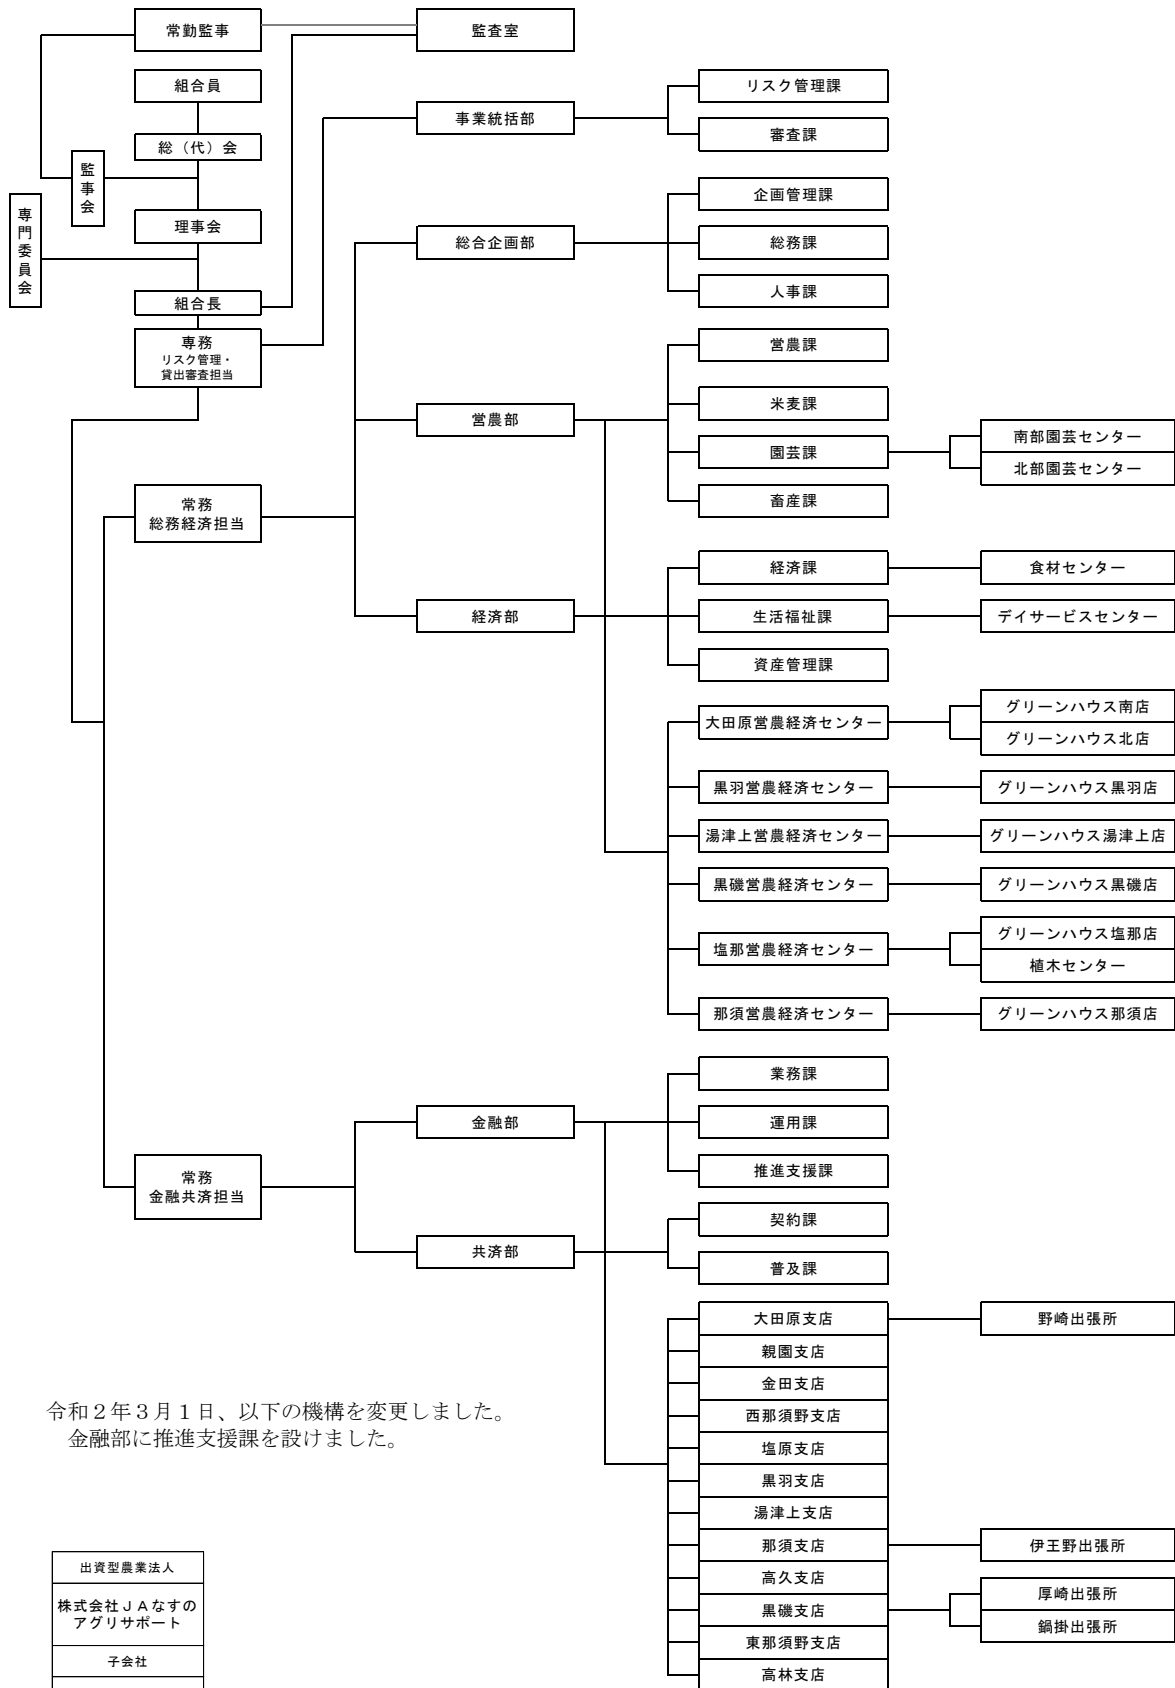 常勤監事
監査室
組合員
総（代）会
監事会
専門委員会
理事会
組合長
専務
リスク管理・
貸出審査担当
事業統括部
リスク管理課
審査課
総合企画部
企画管理課
総務課
人事課
常務
総務経済担当
営農部
営農課
米麦課
園芸課
南部園芸センター
北部園芸センター
畜産課
経済部
経済課
食材センター
生活福祉課
デイサービスセンター
資産管理課
大田原営農経済センター
グリーンハウス南店
グリーンハウス北店
黒羽営農経済センター
グリーンハウス黒羽店
湯津上営農経済センター
グリーンハウス湯津上店
黒磯営農経済センター
グリーンハウス黒磯店
塩那営農経済センター
グリーンハウス塩那店
植木センター
那須営農経済センター
グリーンハウス那須店
常務
金融共済担当
金融部
業務課
運用課
推進支援課
共済部
契約課
普及課
大田原支店
野崎出張所
親園支店
金田支店
西那須野支店
塩原支店
黒羽支店
湯津上支店
那須支店
伊王野出張所
高久支店
黒磯支店
厚崎出張所
鍋掛出張所
東那須野支店
高林支店
令和２年３月１日、以下の機構を変更しました。
金融部に推進支援課を設けました。
出資型農業法人
株式会社ＪＡなすの
アグリサポート
子会社